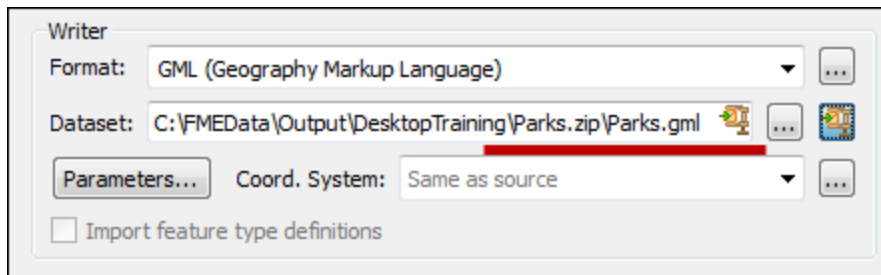 Writer
Format: GML (Geography Markup Language) ...
Dataset: C:\FMEData\Output\DesktopTraining\Parks.zip\Parks.gml ...
Parameters... Coord. System: Same as source ...
Import feature type definitions